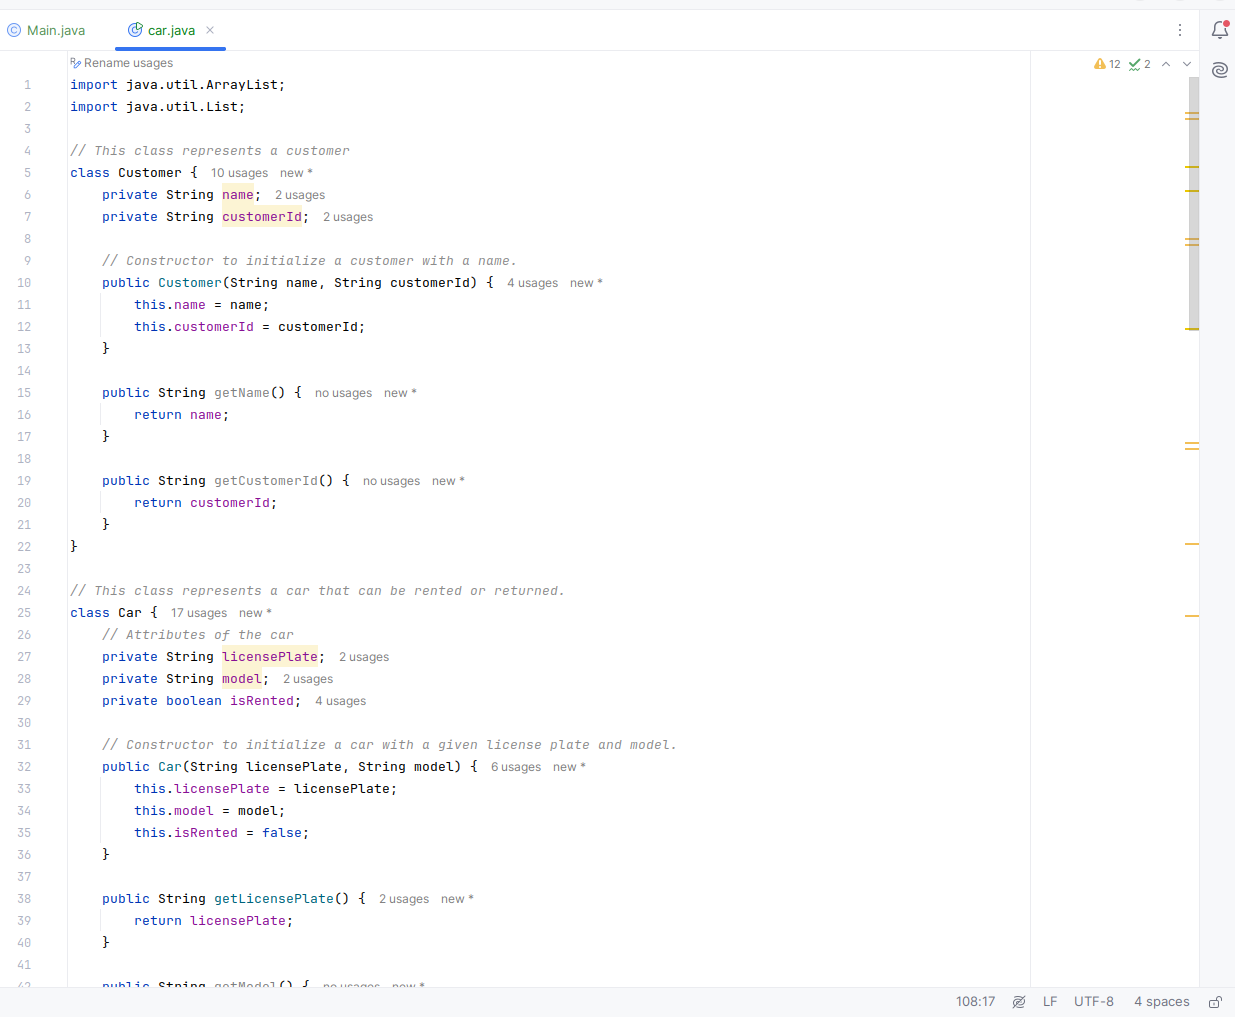 Main.java
car.java
Rename usages
12 2
1 import java.util.ArrayList;
2 import java.util.List;
3
4 // This class represents a customer
5 class Customer { 10 usages new *
6 private String name; 2 usages
7 private String customerId; 2 usages
8
9 // Constructor to initialize a customer with a name.
10 public Customer(String name, String customerId) { 4 usages new *
11 this.name = name;
12 this.customerId = customerId;
13 }
14
15 public String getName() { no usages new *
16 return name;
17 }
18
19 public String getCustomerId() { no usages new *
20 return customerId;
21 }
22 }
23
24 // This class represents a car that can be rented or returned.
25 class Car { 17 usages new *
26 // Attributes of the car
27 private String licensePlate; 2 usages
28 private String model; 2 usages
29 private boolean isRented; 4 usages
30
31 // Constructor to initialize a car with a given license plate and model.
32 public Car(String licensePlate, String model) { 6 usages new *
33 this.licensePlate = licensePlate;
34 this.model = model;
35 this.isRented = false;
36 }
37
38 public String getLicensePlate() { 2 usages new *
39 return licensePlate;
40 }
41
42 public String getModel() { no usages new *
108:17 LF UTF-8 4 spaces